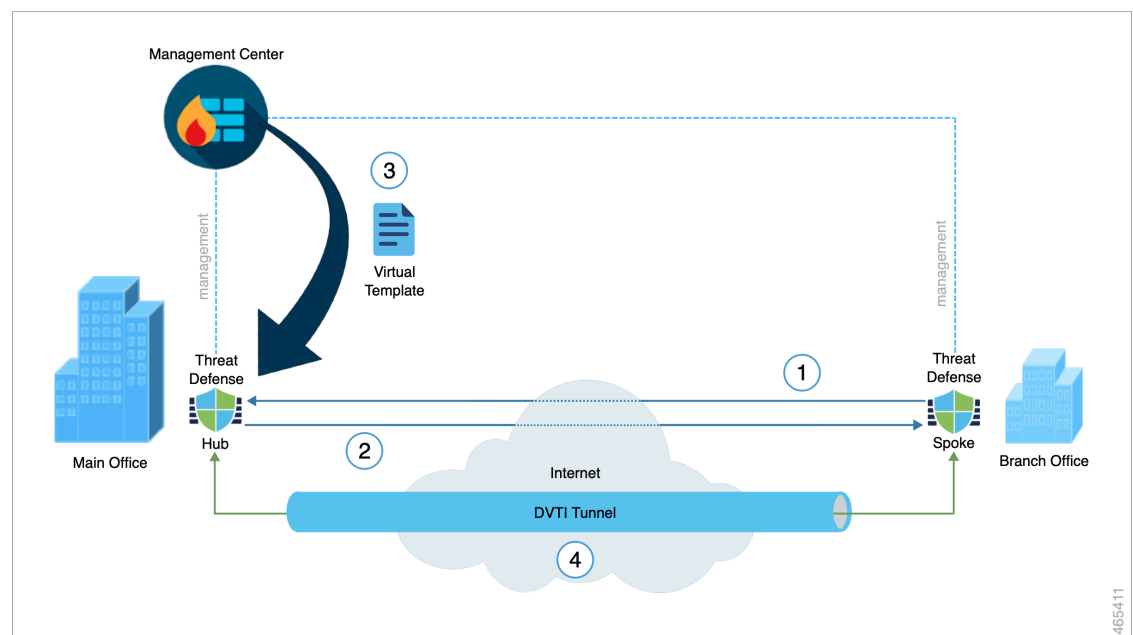 Management Center
3
Virtual
Template
management
management
Threat
Defense
Hub
Main Office
1
2
Threat
Defense
Spoke
Branch Office
Internet
DVTI Tunnel
4
465411